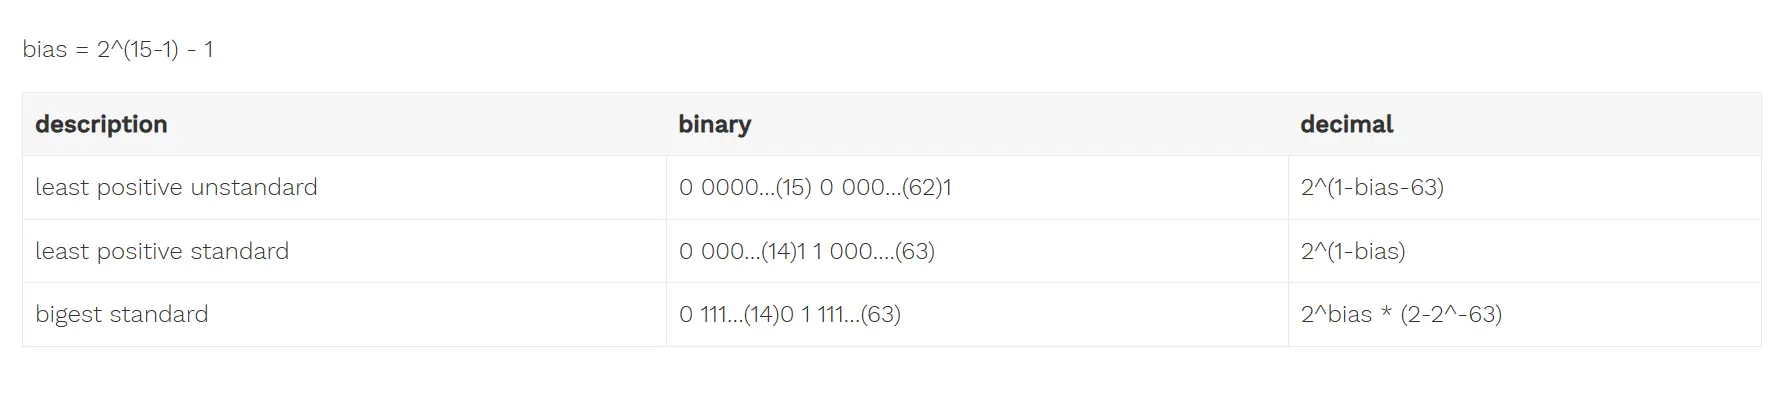 bias = 2^(15-1) - 1
description binary decimal
least positive unstandard 0 0000...(15) 0 000...(62)1 2^(1-bias-63)
least positive standard 0 000...(14)1 1 000....(63) 2^(1-bias)
bigest standard 0 111...(14)0 1 111...(63) 2^bias * (2-2^-63)